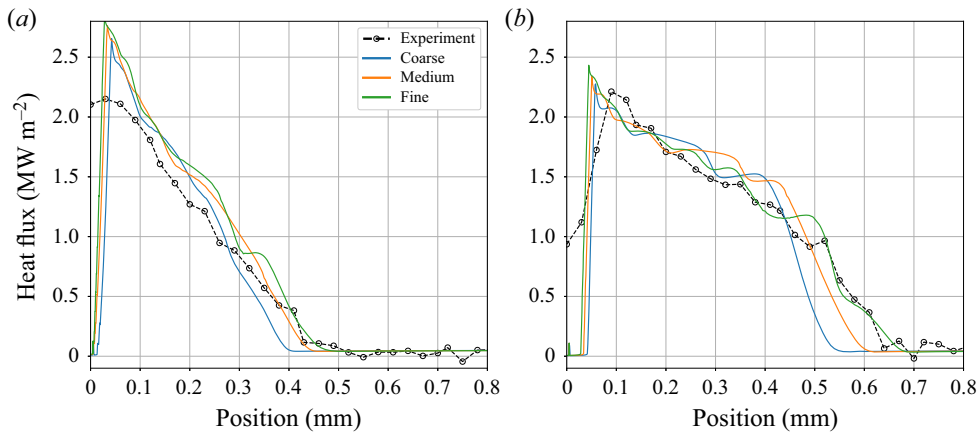 (a)
(b)
Experiment
Coarse
Medium
Fine
Heat flux (MW m−2)
2.5
2.0
1.5
1.0
0.5
0
2.5
2.0
1.5
1.0
0.5
0
0 0.1 0.2 0.3 0.4 0.5 0.6 0.7 0.8
0 0.1 0.2 0.3 0.4 0.5 0.6 0.7 0.8
Position (mm)
Position (mm)